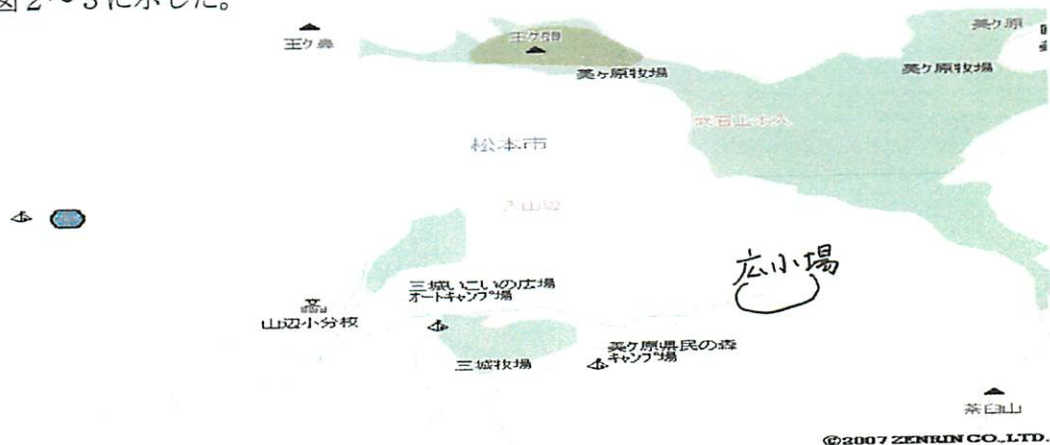 図2～3に示した。
王ヶ鼻
王ヶ頭
美ヶ原
美ヶ原牧場
美ヶ原牧場
松本市
入山辺
広小場
三城いこいの広場
オートキャンプ場
山辺小分校
三城牧場
美ヶ原県民の森
キャンプ場
茶臼山
©2007 ZENRIN CO.,LTD.